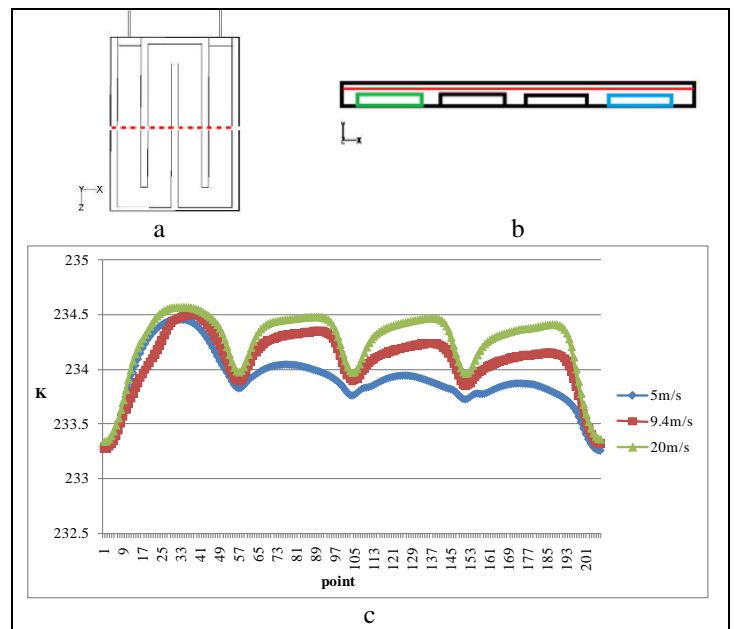 Y X
Z
a
Y
Z X
b
235
234.5
234
233.5
233
232.5
K
1 9 17 25 33 41 49 57 65 73 81 89 97 105 113 121 129 137 145 153 161 169 177 185 193 201
point
5m/s
9.4m/s
20m/s
c